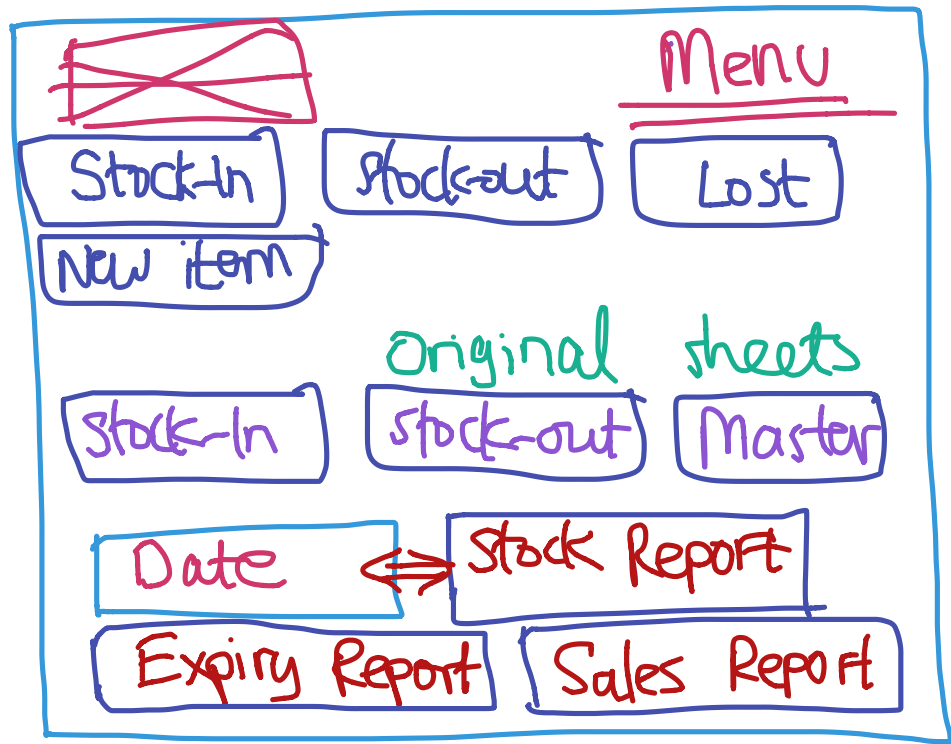 Menu
Stock-In
Stock-out
Lost
New item
Original sheets
Stock-In
Stock-out
Master
Date
Stock Report
Expiry Report
Sales Report